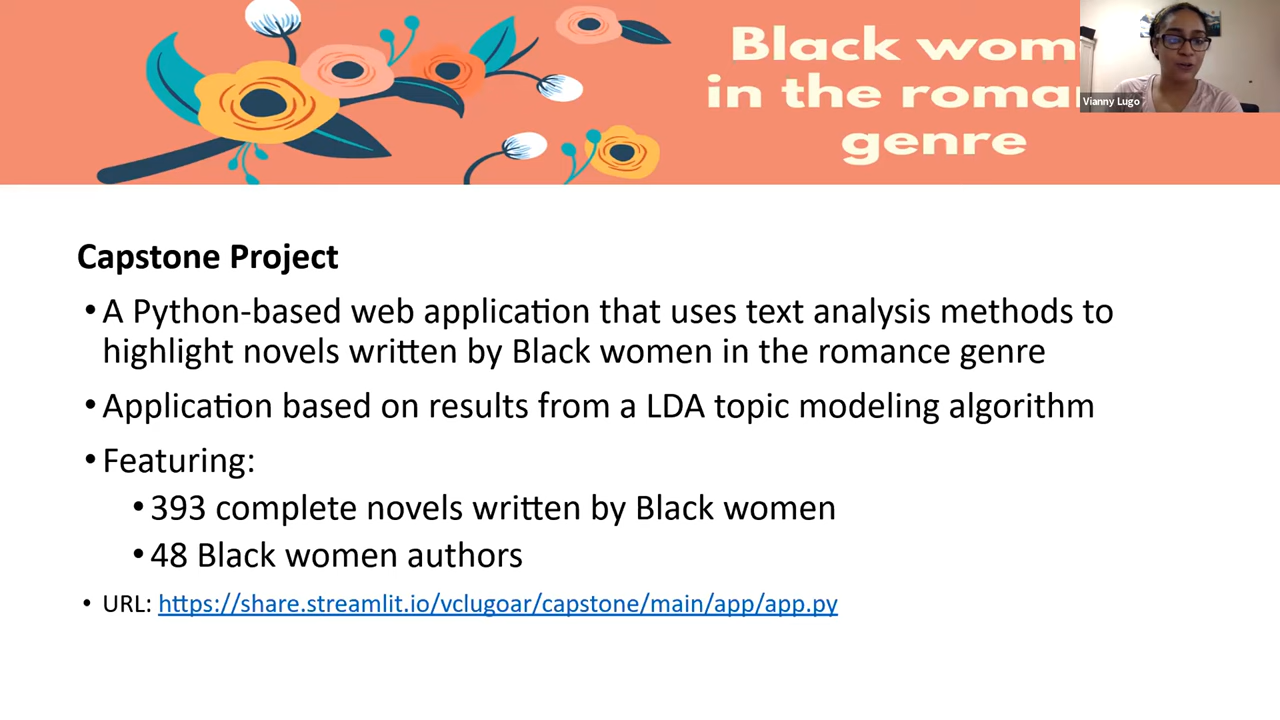 Black wom
in the roma
genre
Vianny Lugo
Capstone Project
• A Python-based web application that uses text analysis methods to
highlight novels written by Black women in the romance genre
• Application based on results from a LDA topic modeling algorithm
• Featuring:
• 393 complete novels written by Black women
• 48 Black women authors
• URL: https://share.streamlit.io/vclugoar/capstone/main/app/app.py